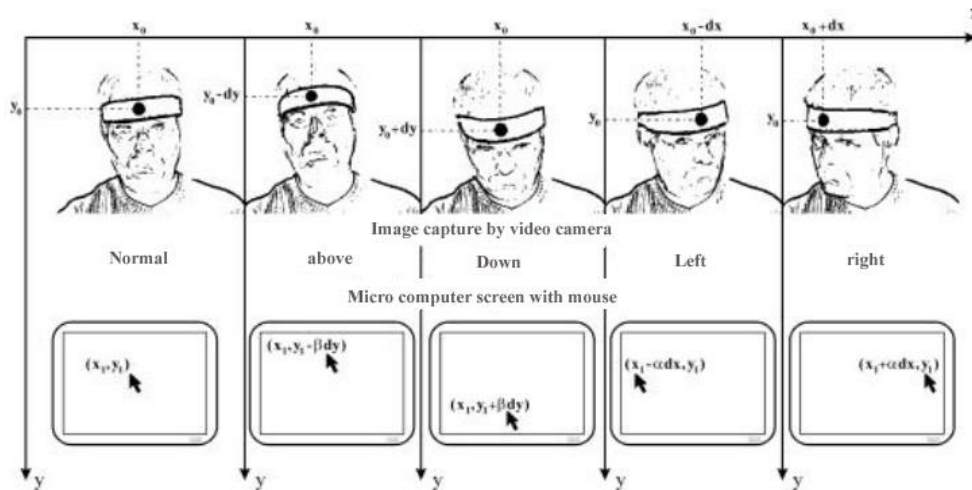 x₀ x₀ x₀ x₀-dx x₀+dx
y₀
y₀-dy
y₀+dy
y₀
y₀
Image capture by video camera
Normal above Down Left right
Micro computer screen with mouse
(x₁,y₁)
(x₁,y₁-βdy)
(x₁,y₁+βdy)
(x₁-αdx,y₁)
(x₁+αdx,y₁)
y y y y y